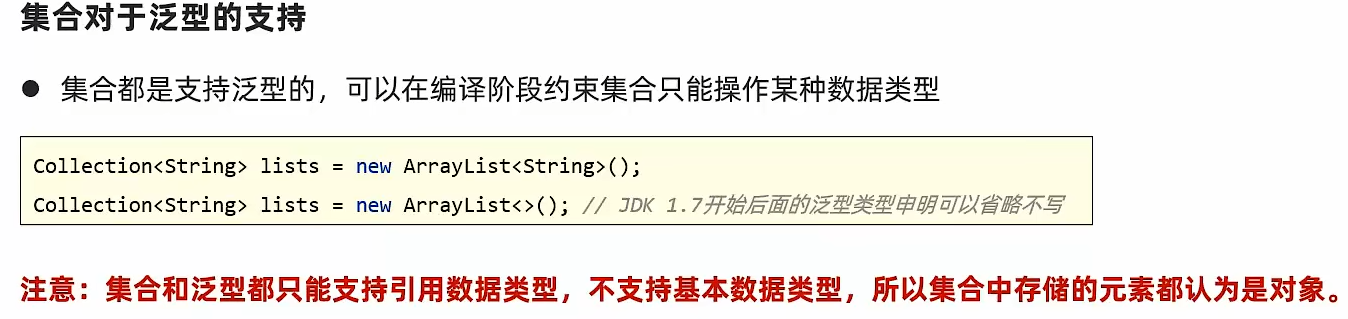 集合对于泛型的支持
● 集合都是支持泛型的，可以在编译阶段约束集合只能操作某种数据类型
Collection<String> lists = new ArrayList<String>();
Collection<String> lists = new ArrayList<>(); // JDK 1.7开始后面的泛型类型申明可以省略不写
注意：集合和泛型都只能支持引用数据类型，不支持基本数据类型，所以集合中存储的元素都认为是对象。